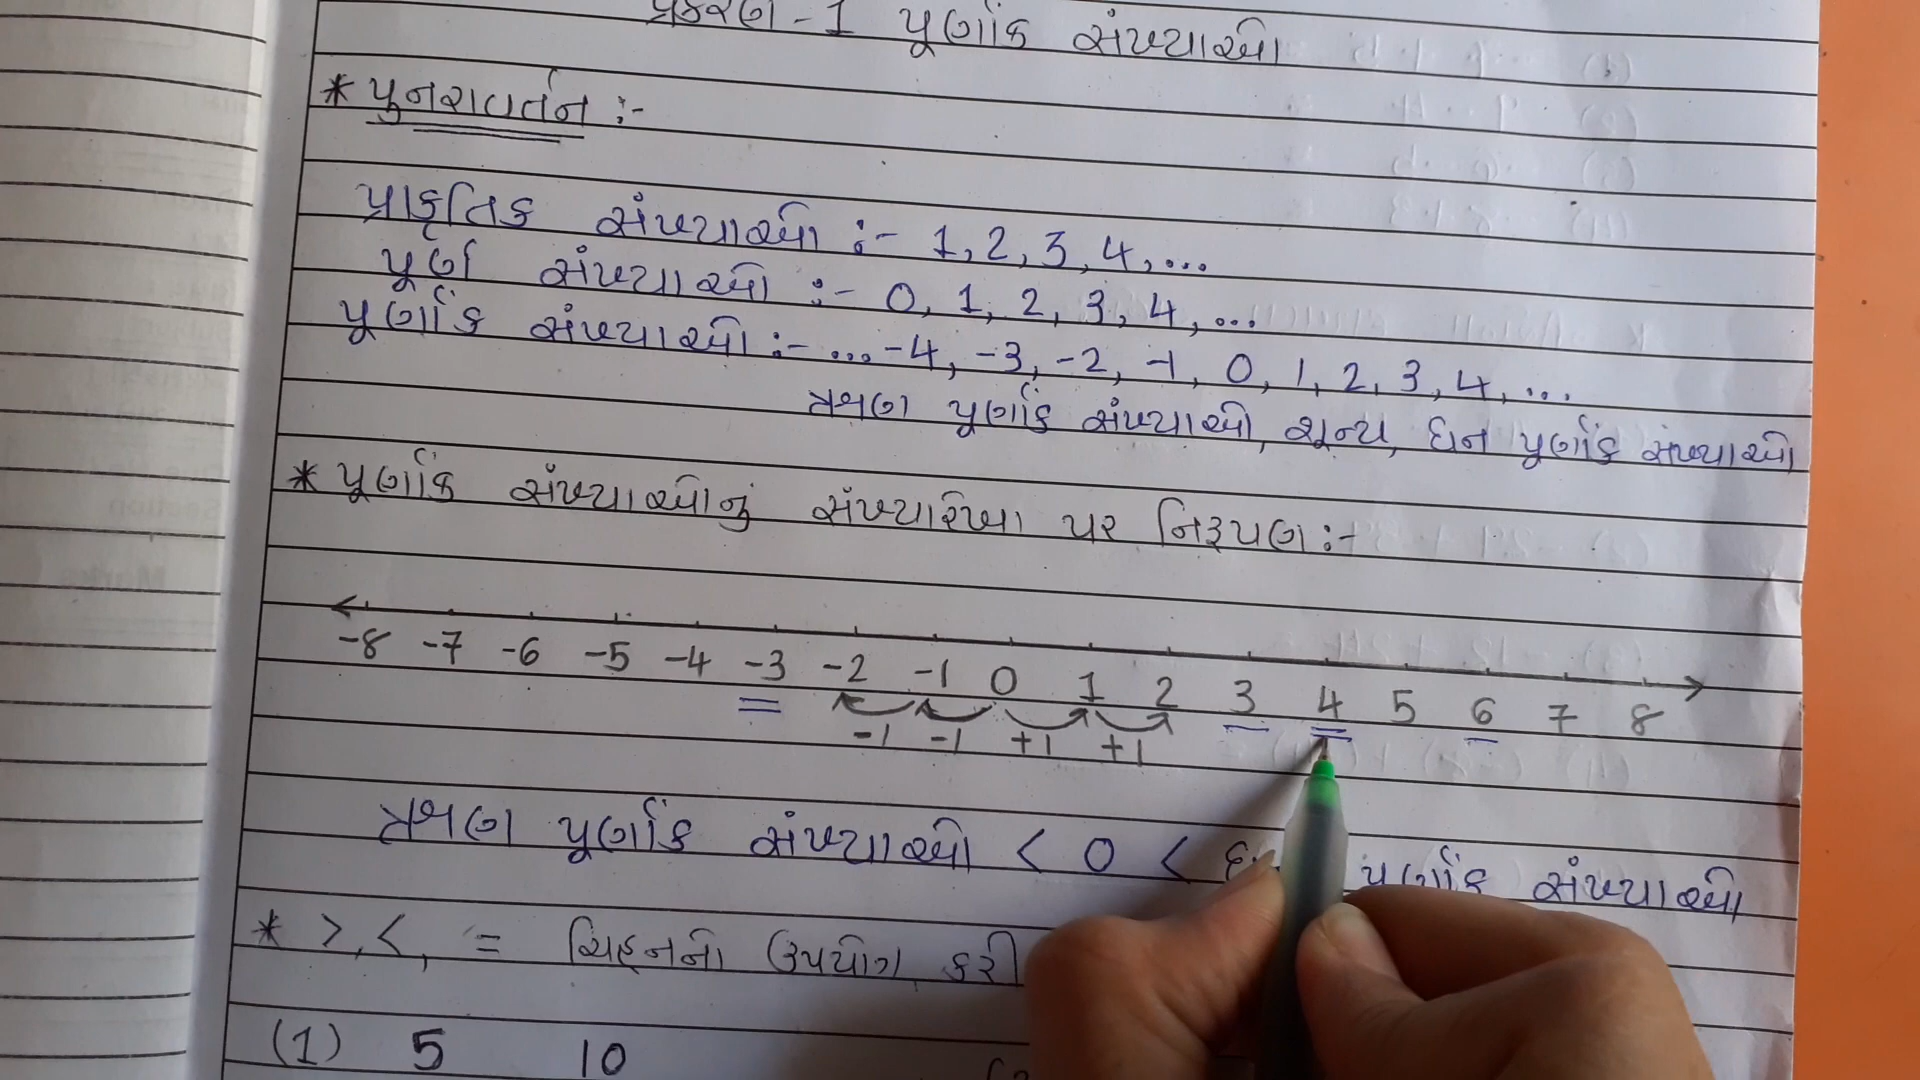 પ્રકરણ - 1 પૂર્ણાંક સંખ્યાઓ
* પુનરાવર્તન :-
પ્રાકૃતિક સંખ્યાઓ :- 1, 2, 3, 4, ...
પૂર્ણ સંખ્યાઓ :- 0, 1, 2, 3, 4, ...
પૂર્ણાંક સંખ્યાઓ :- ... -4, -3, -2, -1, 0, 1, 2, 3, 4, ...
ઋણ પૂર્ણાંક સંખ્યાઓ, શૂન્ય, ધન પૂર્ણાંક સંખ્યાઓ
* પૂર્ણાંક સંખ્યાઓનું સંખ્યારેખા પર નિરૂપણ :-
-8 -7 -6 -5 -4 -3 -2 -1 0 1 2 3 4 5 6 7 8
-1 -1 +1 +1
ઋણ પૂર્ણાંક સંખ્યાઓ < 0 < પૂર્ણાંક સંખ્યાઓ
* >, <, = ચિહનનો ઉપયોગ કરી
(1) 5 10